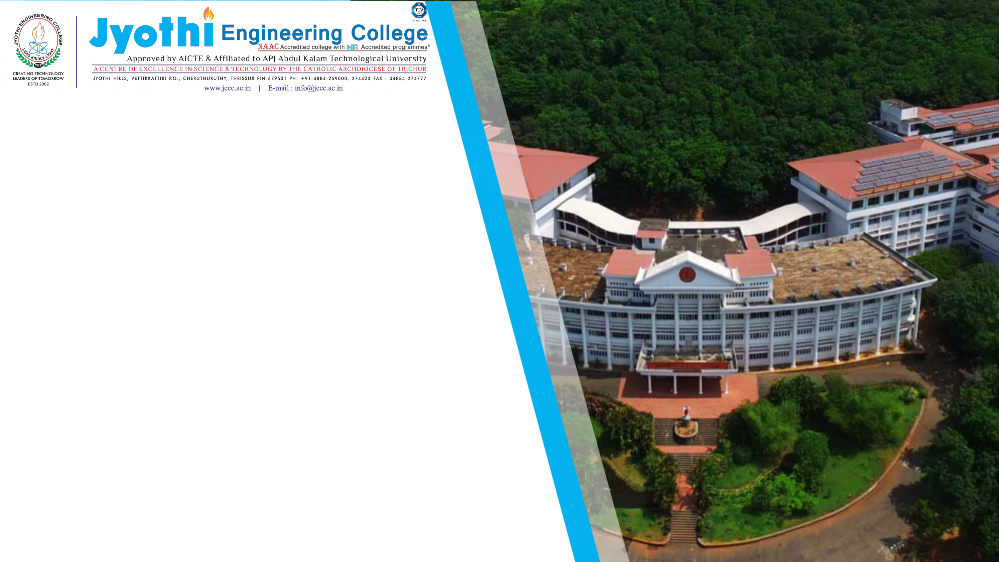 JYOTHI ENGINEERING COLLEGE
CREATING TECHNOLOGY
LEADERS OF TOMORROW
ESTD 2002
Jyothi Engineering College
NAAC Accredited college with NBA Accredited programmes*
Approved by AICTE & Affiliated to APJ Abdul Kalam Technological University
A CENTRE OF EXCELLENCE IN SCIENCE & TECHNOLOGY BY THE CATHOLIC ARCHDIOCESE OF TRICHUR
JYOTHI HILLS, VETTIKATTIRI P.O., CHERUTHURUTHY, THRISSUR PIN-679531 PH : +91-4884-259000, 274423 FAX : 04884-274777
www.jecc.ac.in | E-mail : info@jecc.ac.in